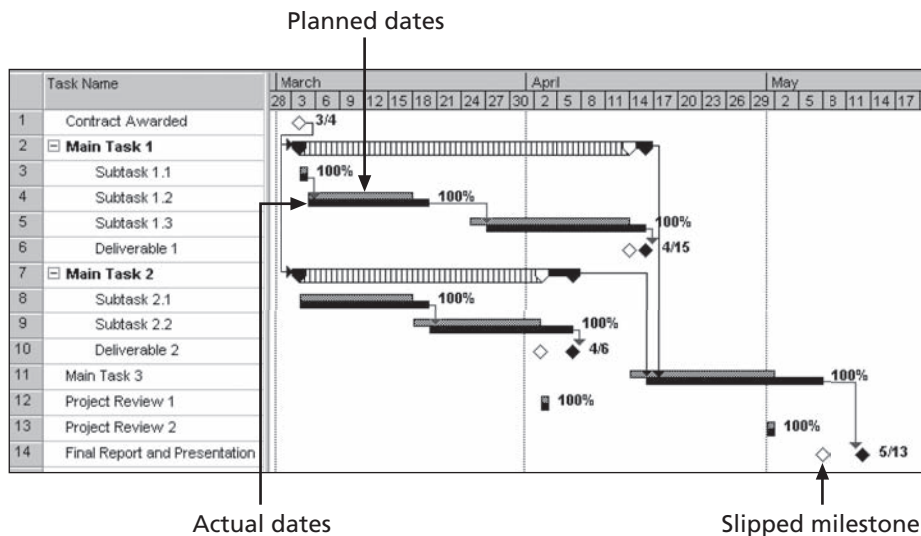 Planned dates
Task Name
March April May
28 3 6 9 12 15 18 21 24 27 30 2 5 8 11 14 17 20 23 26 29 2 5 8 11 14 17
1 Contract Awarded 3/4
2 Main Task 1
3 Subtask 1.1 100%
4 Subtask 1.2 100%
5 Subtask 1.3 100%
6 Deliverable 1 4/15
7 Main Task 2
8 Subtask 2.1 100%
9 Subtask 2.2 100%
10 Deliverable 2 4/6
11 Main Task 3 100%
12 Project Review 1 100%
13 Project Review 2 100%
14 Final Report and Presentation 5/13
Actual dates Slipped milestone